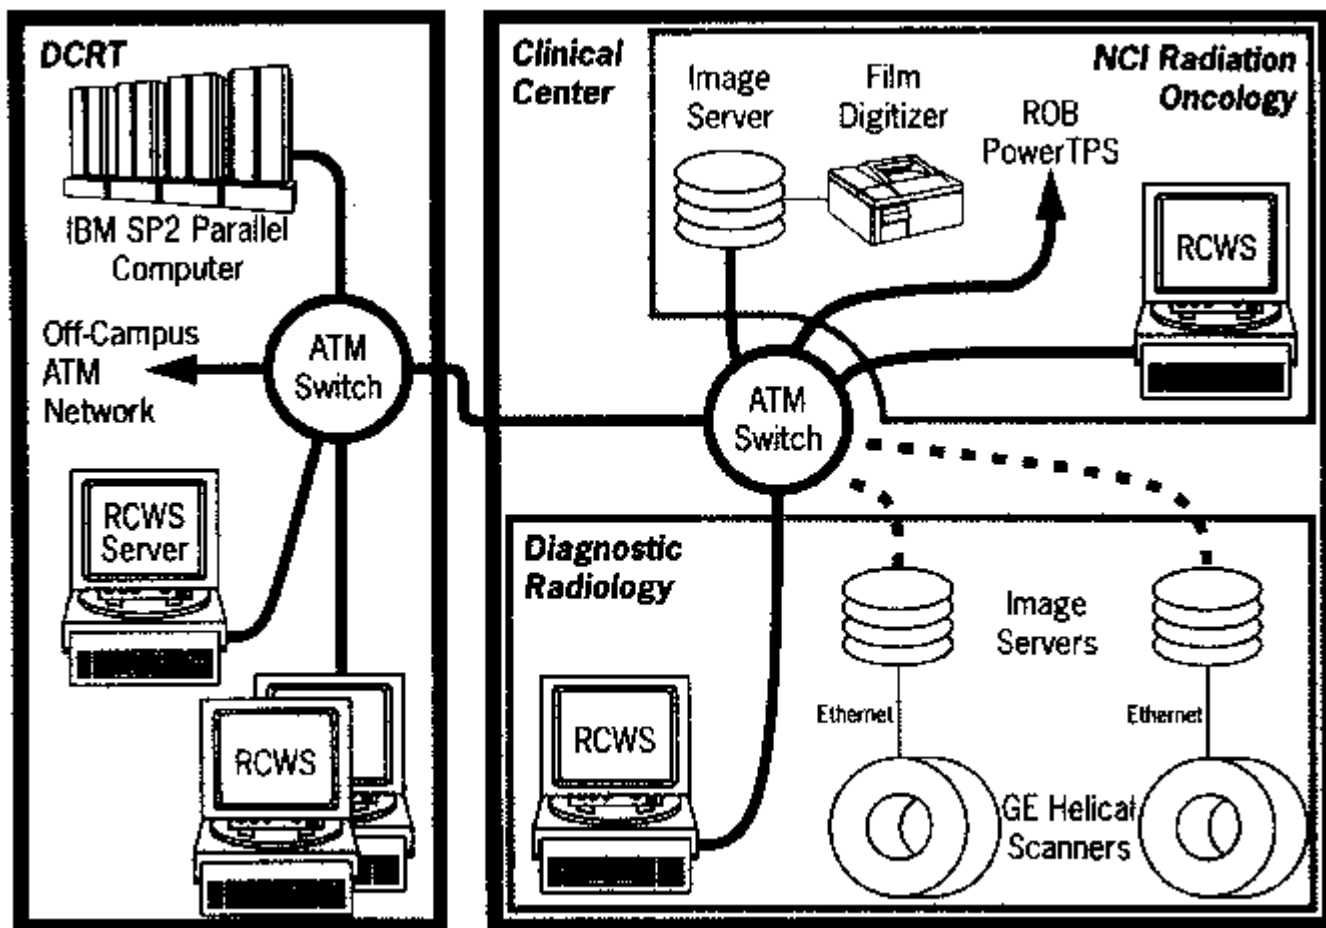 DCRT
IBM SP2 Parallel
Computer
Off-Campus
ATM
Network
ATM
Switch
RCWS
Server
RCWS
Clinical
Center
NCI Radiation
Oncology
Image
Server
Film
Digitizer
ROB
PowerTPS
RCWS
ATM
Switch
Diagnostic
Radiology
RCWS
Image
Servers
Ethernet
Ethernet
GE Helical
Scanners